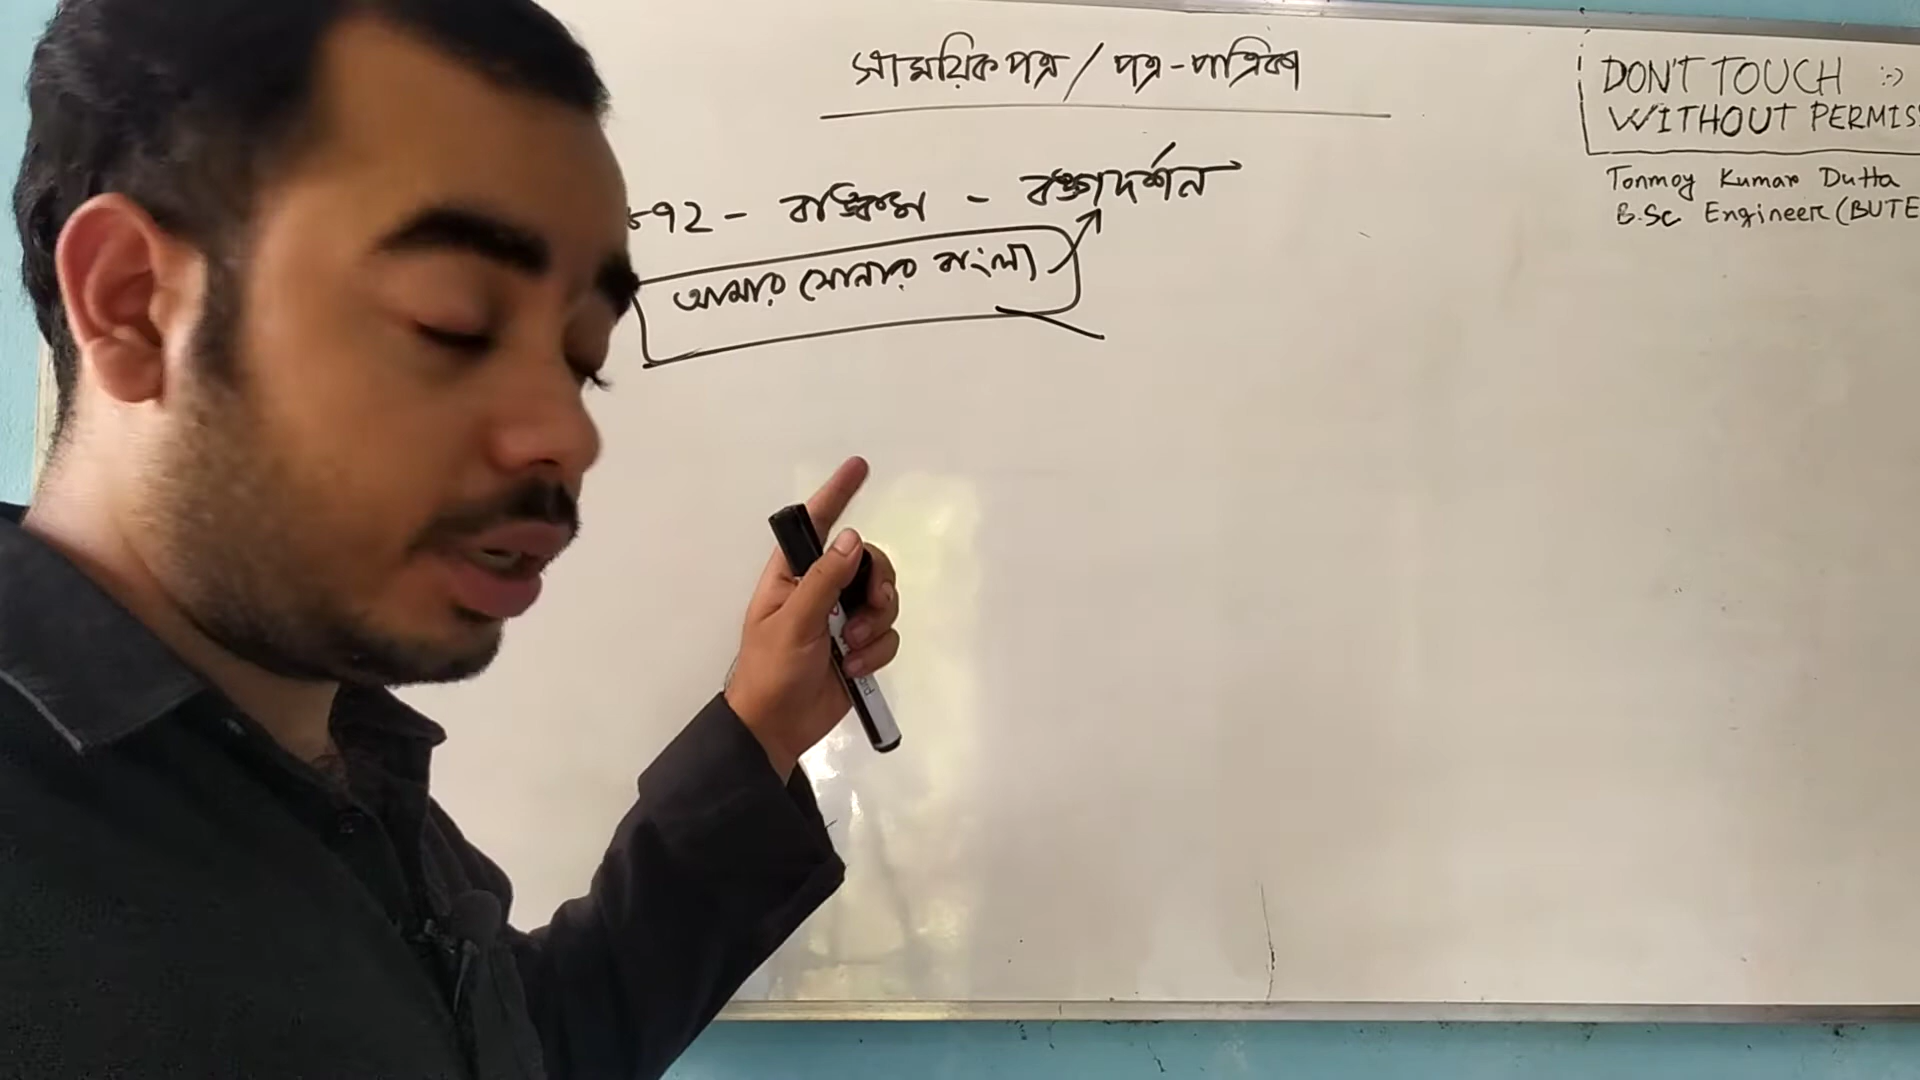 সাময়িক পত্র / পত্র - পত্রিকা
৮৭২ - বঙ্কিম - বঙ্গদর্শন
আমার সোনার বাংলা
DON'T TOUCH :->
WITHOUT PERMIS
Tonmoy Kumar Dutta
B.Sc Engineer (BUTE